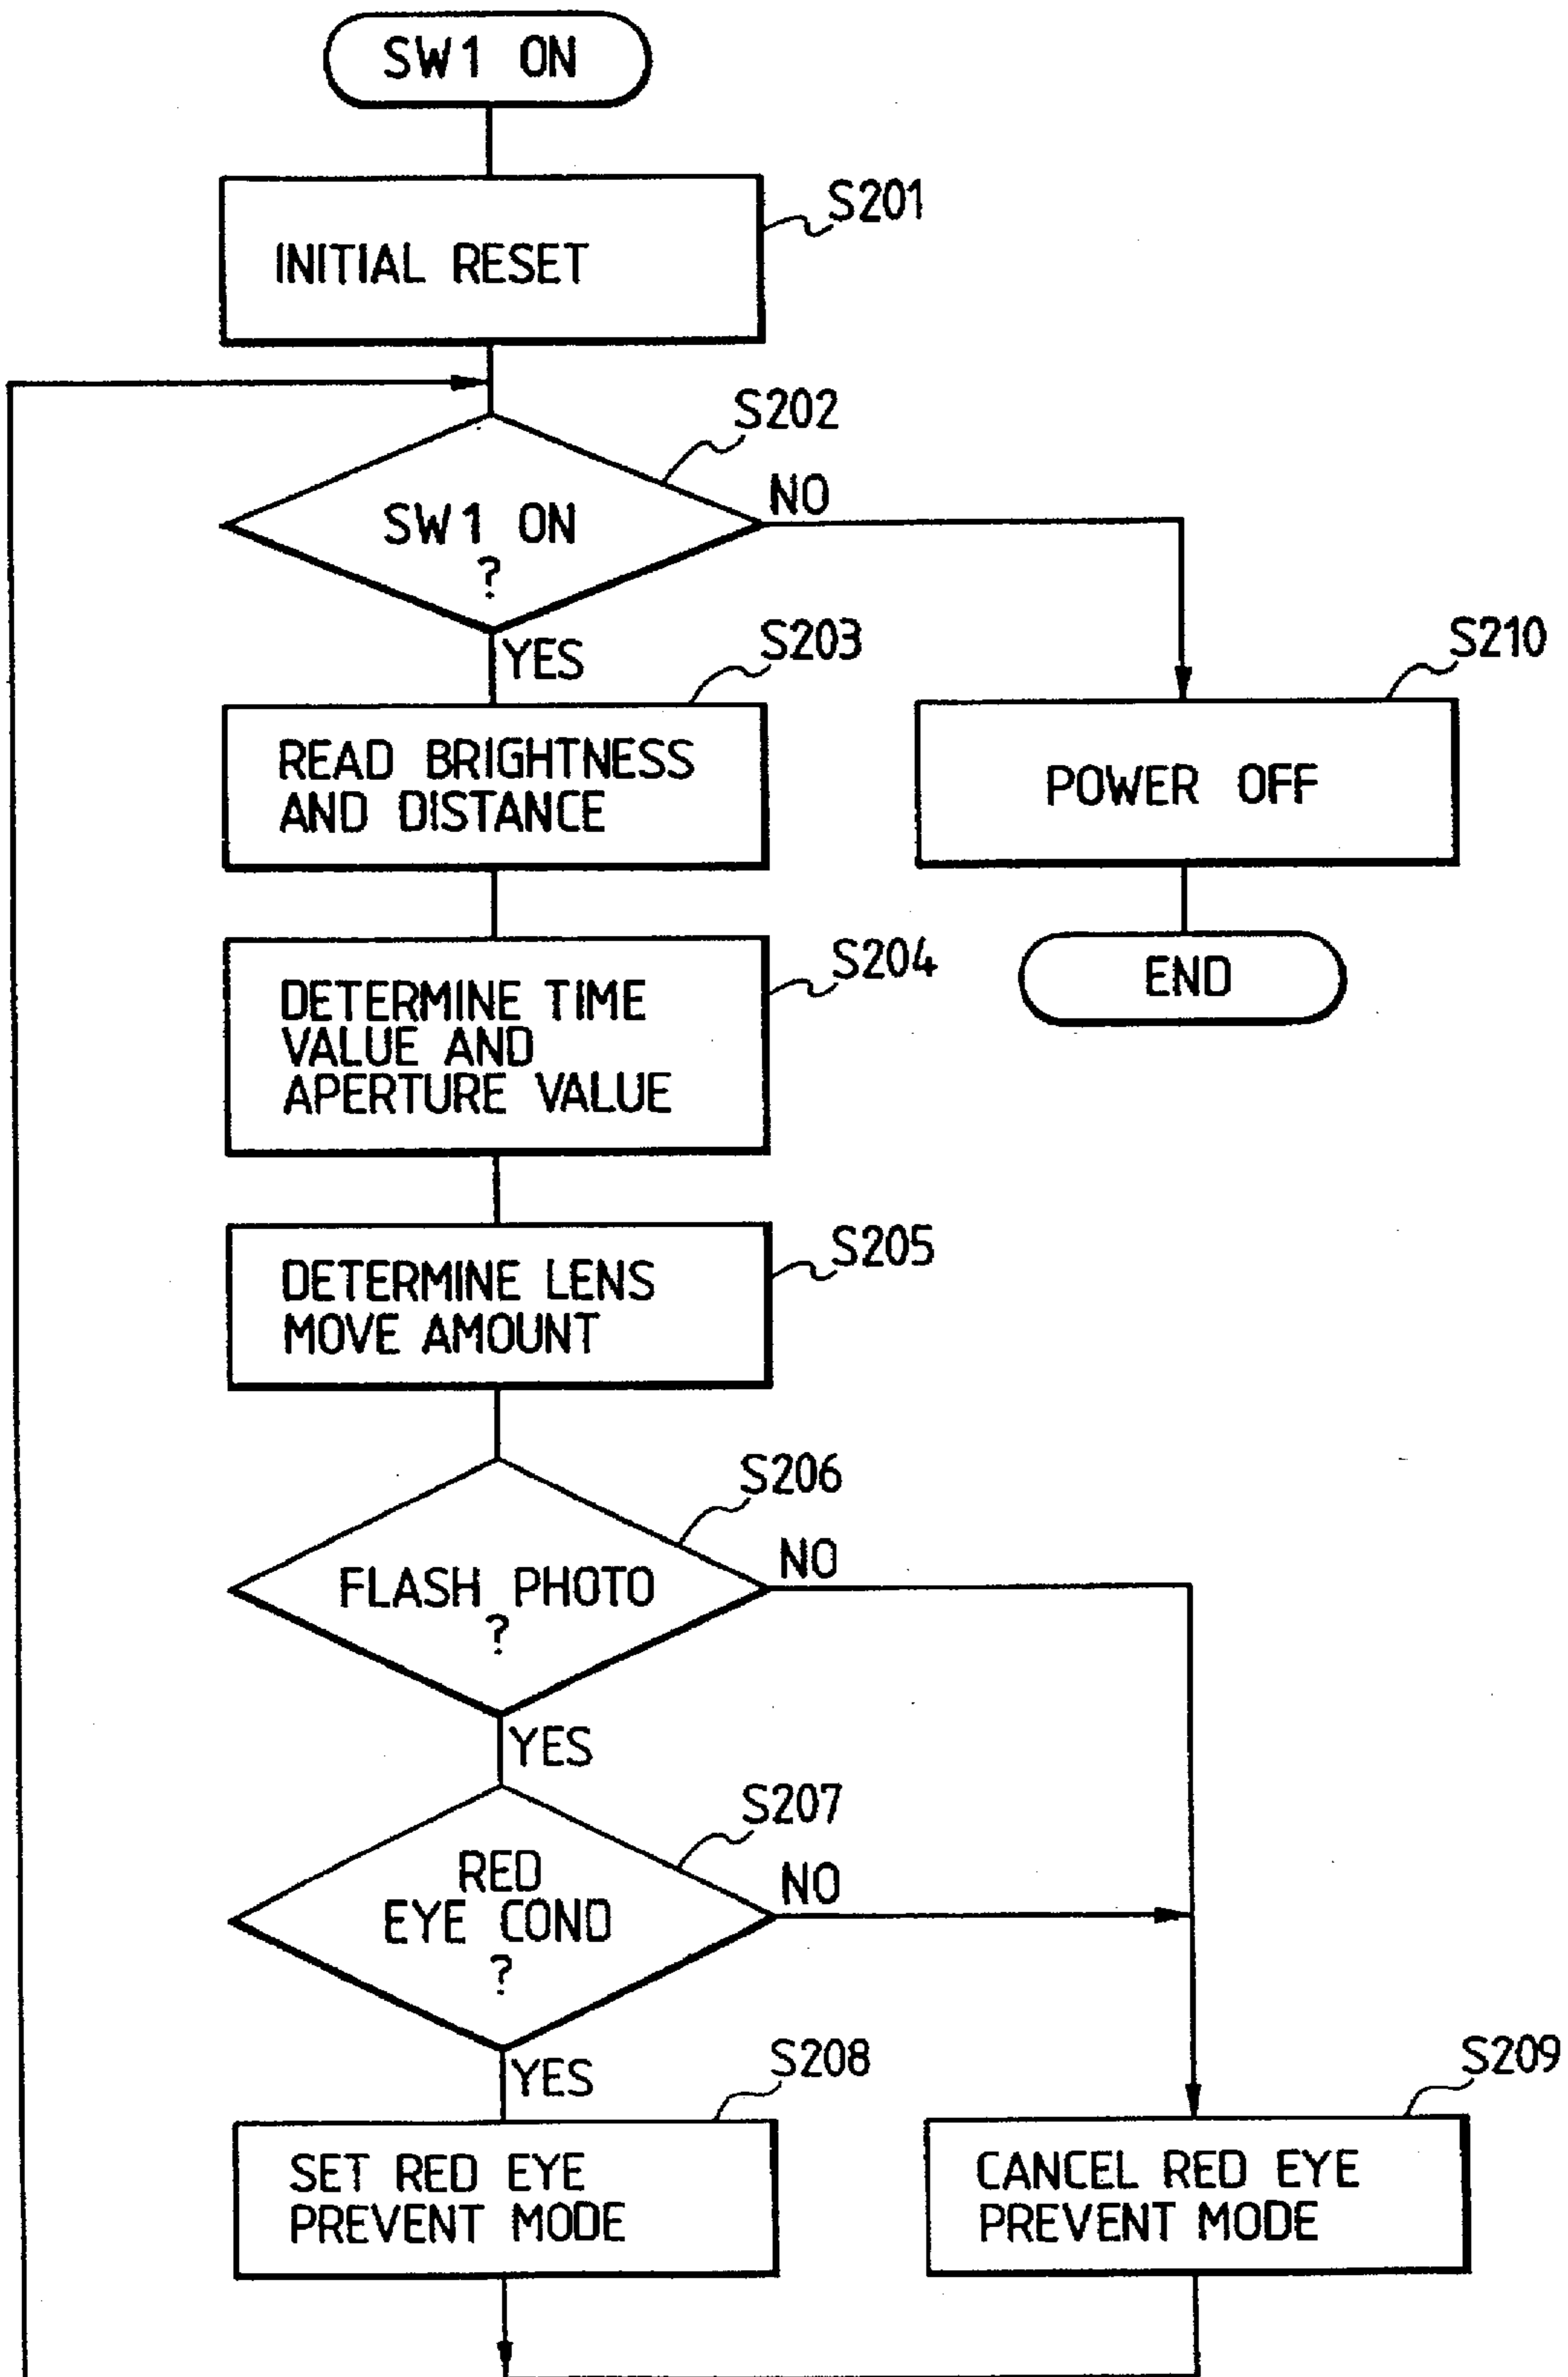 SW1 ON
S201
INITIAL RESET
S202
SW1 ON
?
NO
YES
S203
READ BRIGHTNESS
AND DISTANCE
S210
POWER OFF
END
S204
DETERMINE TIME
VALUE AND
APERTURE VALUE
S205
DETERMINE LENS
MOVE AMOUNT
S206
FLASH PHOTO
?
NO
YES
S207
RED
EYE COND
?
NO
YES
S208
SET RED EYE
PREVENT MODE
S209
CANCEL RED EYE
PREVENT MODE